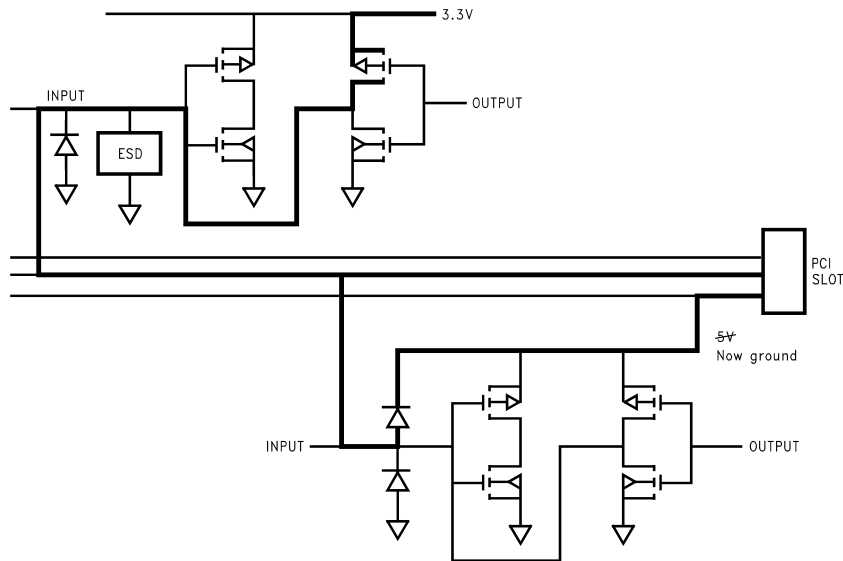 3.3V
INPUT
OUTPUT
ESD
PCI
SLOT
5V
Now ground
INPUT
OUTPUT